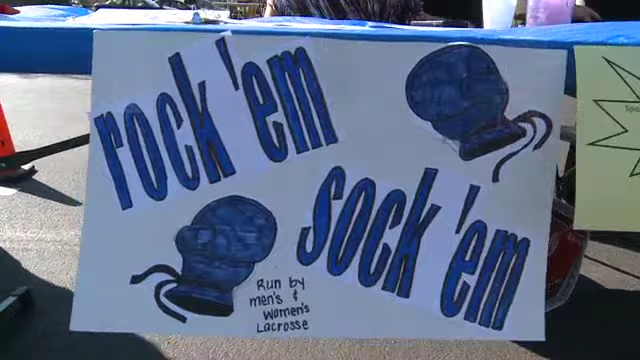 rock 'em
sock 'em
Run by
men's &
women's
Lacrosse